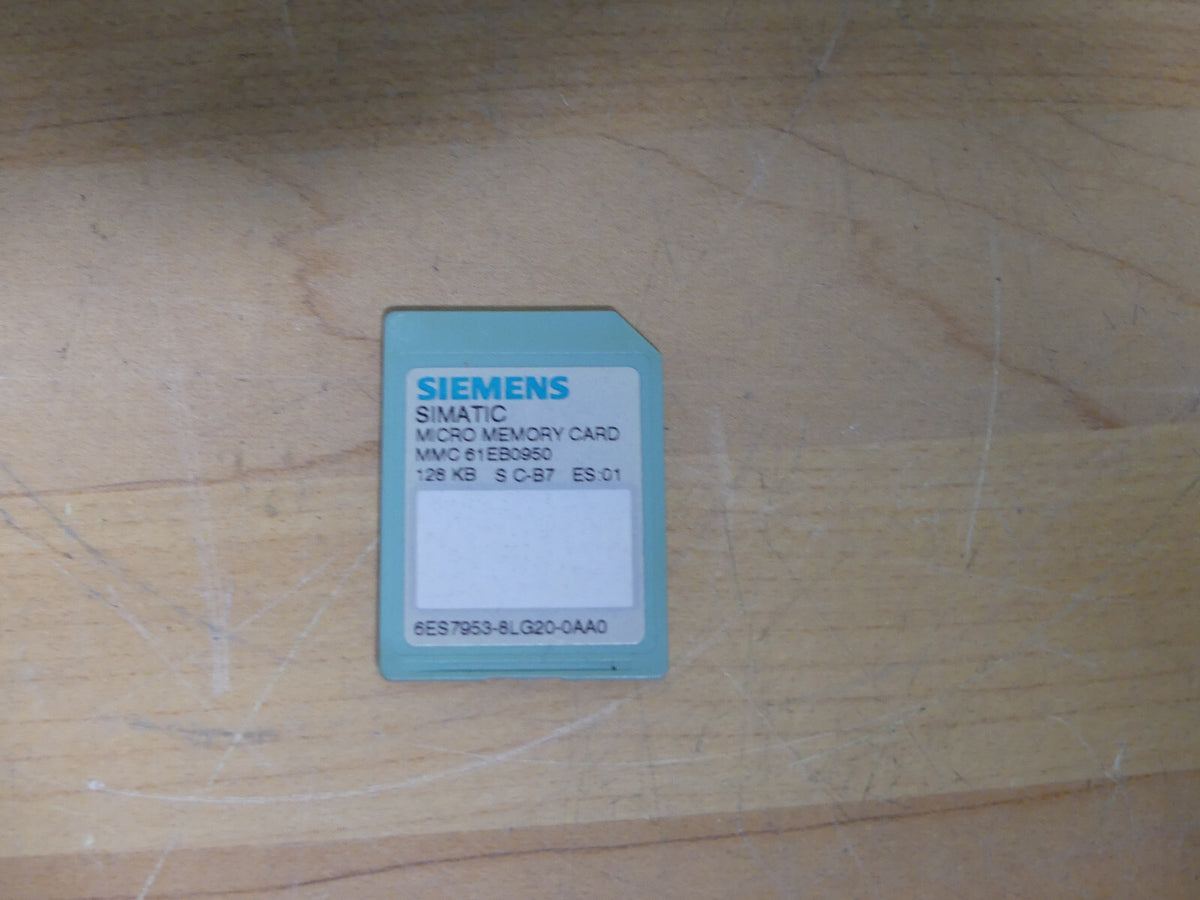 SIEMENS
SIMATIC
MICRO MEMORY CARD
MMC 61EB0950
128 KB S C-B7 ES:01
6ES7953-8LG20-0AA0